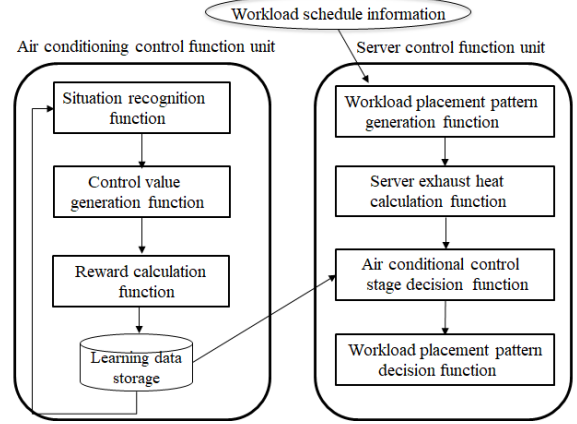 Workload schedule information
Air conditioning control function unit
Situation recognition
function
Control value
generation function
Reward calculation
function
Learning data
storage
Server control function unit
Workload placement pattern
generation function
Server exhaust heat
calculation function
Air conditional control
stage decision function
Workload placement pattern
decision function